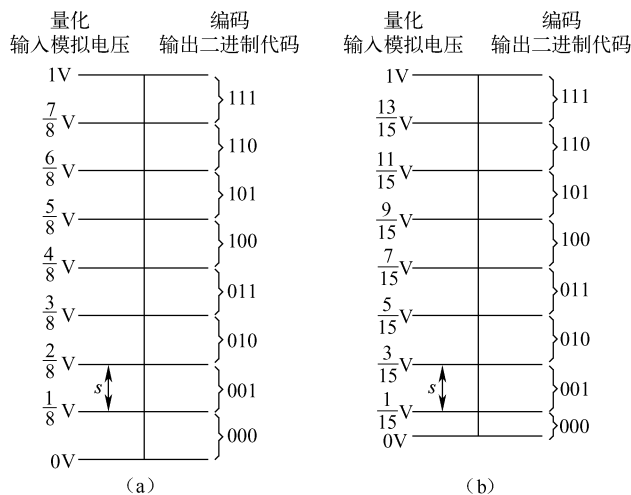 量化
输入模拟电压
编码
输出二进制代码
1V
7/8 V
6/8 V
5/8 V
4/8 V
3/8 V
2/8 V
1/8 V
0V
s
111
110
101
100
011
010
001
000
(a)
量化
输入模拟电压
编码
输出二进制代码
1V
13/15 V
11/15 V
9/15 V
7/15 V
5/15 V
3/15 V
1/15 V
0V
s
111
110
101
100
011
010
001
000
(b)